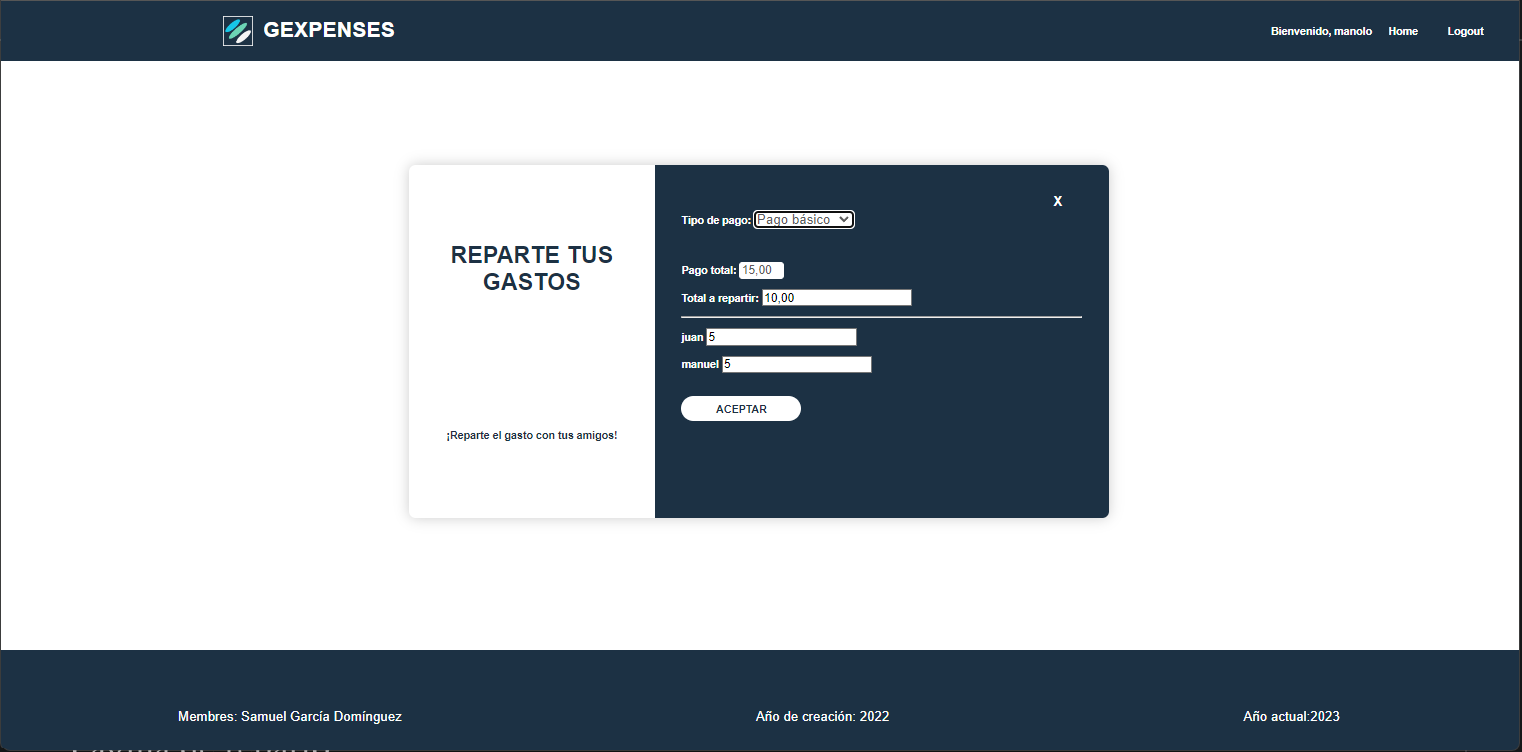 GEXPENSES
Bienvenido, manolo Home Logout
REPARTE TUS
GASTOS
¡Reparte el gasto con tus amigos!
X
Tipo de pago: Pago básico
Pago total: 15,00
Total a repartir: 10,00
juan 5
manuel 5
ACEPTAR
Membres: Samuel García Domínguez
Año de creación: 2022
Año actual:2023